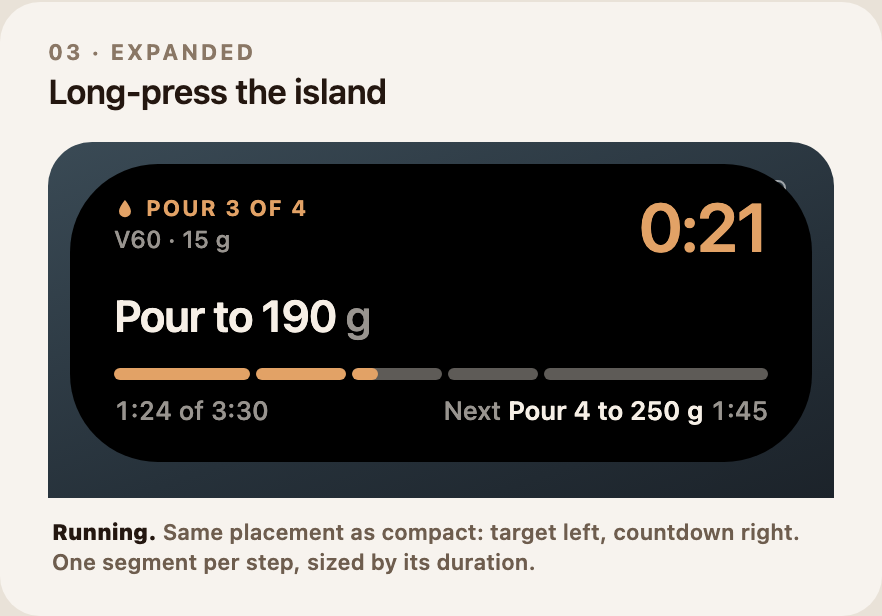 03 · EXPANDED
Long-press the island
POUR 3 OF 4
V60 · 15 g
0:21
Pour to 190 g
1:24 of 3:30
Next Pour 4 to 250 g 1:45
Running. Same placement as compact: target left, countdown right.
One segment per step, sized by its duration.